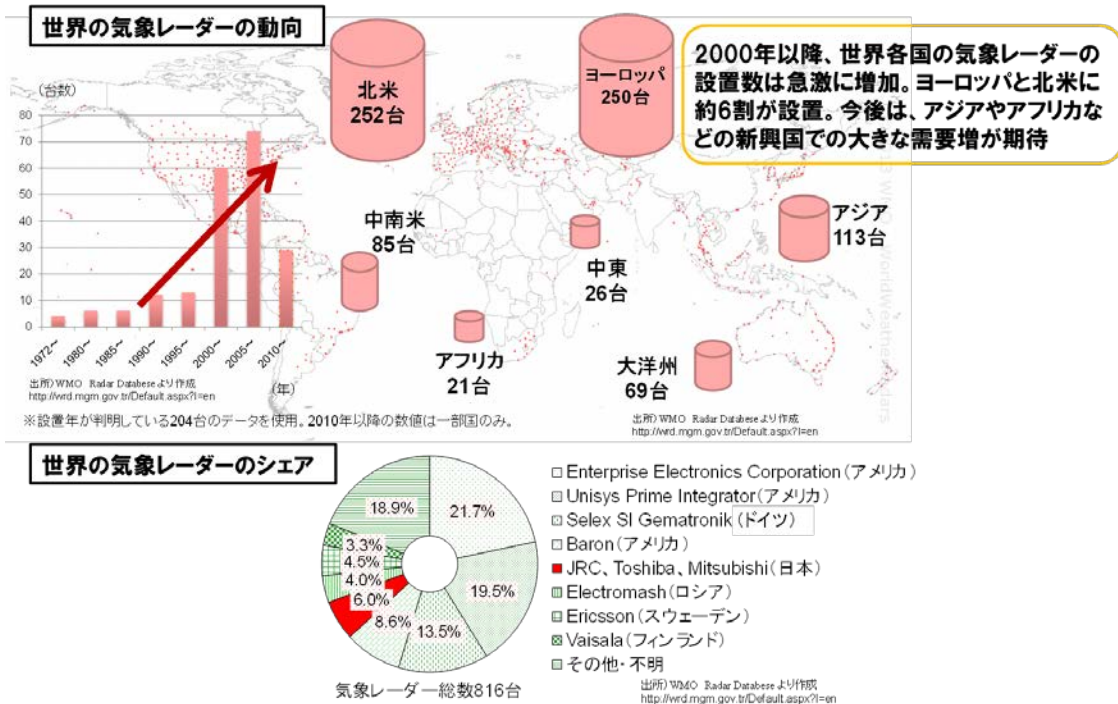 世界の気象レーダーの動向
2000年以降、世界各国の気象レーダーの
設置数は急激に増加。ヨーロッパと北米に
約6割が設置。今後は、アジアやアフリカな
どの新興国での大きな需要増が期待
(台数)
80
70
60
50
40
30
20
10
0
1972~
1980~
1985~
1990~
1995~
2000~
2005~
2010~
(年)
北米
252台
ヨーロッパ
250台
中南米
85台
中東
26台
アジア
113台
アフリカ
21台
大洋州
69台
出所)WMO Radar Databeseより作成
http://wrd.mgm.gov.tr/Default.aspx?l=en
※設置年が判明している204台のデータを使用。2010年以降の数値は一部国のみ。
出所)WMO Radar Databeseより作成
http://wrd.mgm.gov.tr/Default.aspx?l=en
世界の気象レーダーのシェア
21.7%
19.5%
13.5%
8.6%
6.0%
4.0%
4.5%
3.3%
18.9%
気象レーダー総数816台
Enterprise Electronics Corporation(アメリカ)
Unisys Prime Integrator(アメリカ)
Selex SI Gematronik(ドイツ)
Baron(アメリカ)
JRC、Toshiba、Mitsubishi(日本)
Electromash(ロシア)
Ericsson(スウェーデン)
Vaisala(フィンランド)
その他・不明
出所)WMO Radar Databeseより作成
http://wrd.mgm.gov.tr/Default.aspx?l=en